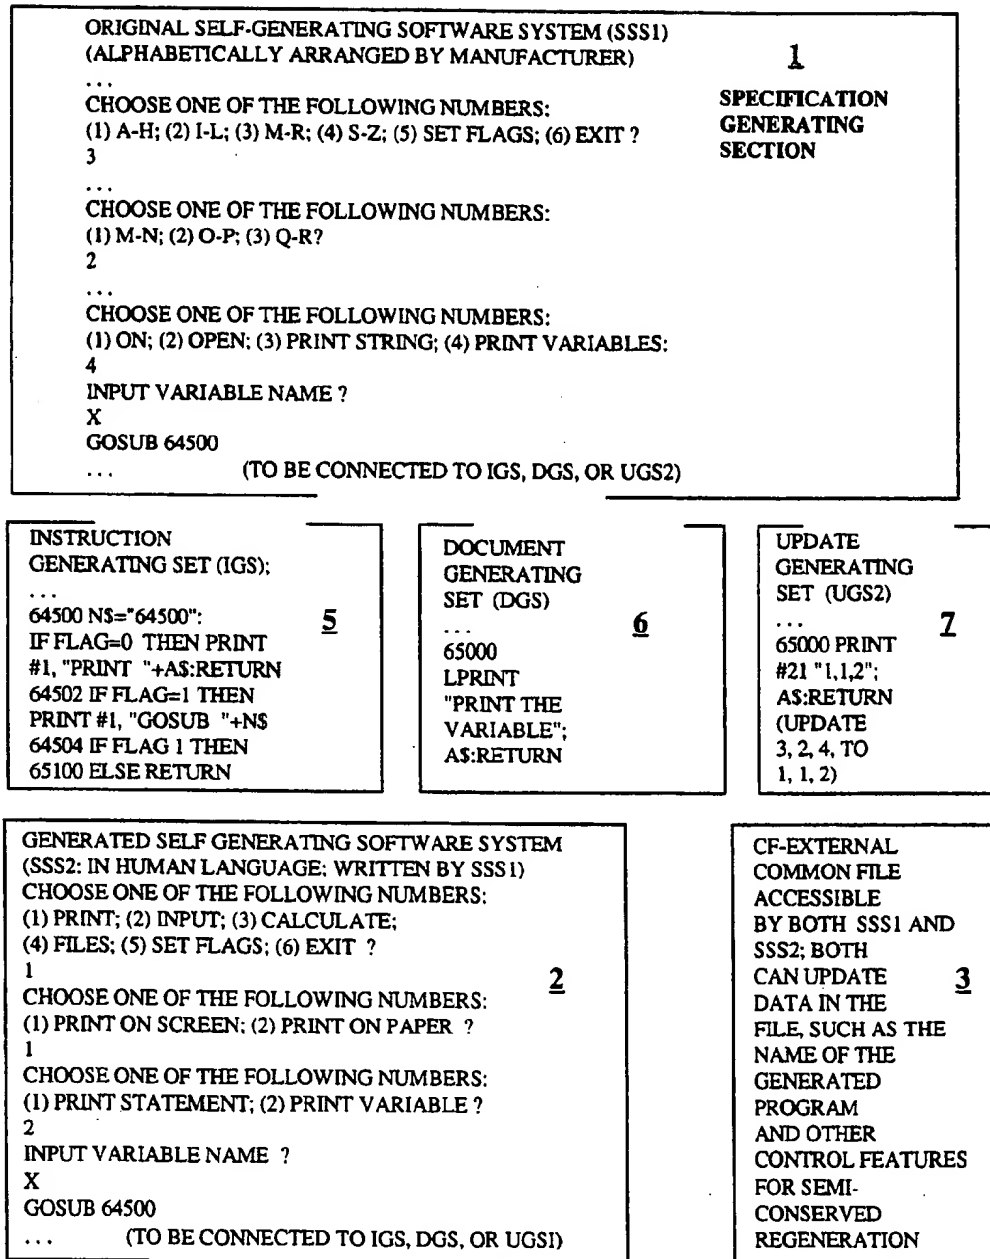 ORIGINAL SELF-GENERATING SOFTWARE SYSTEM (SSS1)
(ALPHABETICALLY ARRANGED BY MANUFACTURER)
...
CHOOSE ONE OF THE FOLLOWING NUMBERS:
(1) A-H; (2) I-L; (3) M-R; (4) S-Z; (5) SET FLAGS; (6) EXIT ?
3
...
CHOOSE ONE OF THE FOLLOWING NUMBERS:
(1) M-N; (2) O-P; (3) Q-R?
2
...
CHOOSE ONE OF THE FOLLOWING NUMBERS:
(1) ON; (2) OPEN; (3) PRINT STRING; (4) PRINT VARIABLES:
4
INPUT VARIABLE NAME ?
X
GOSUB 64500
... (TO BE CONNECTED TO IGS, DGS, OR UGS2)
1
SPECIFICATION
GENERATING
SECTION
INSTRUCTION
GENERATING SET (IGS);
...
64500 N$="64500":
IF FLAG=0 THEN PRINT
#1, "PRINT "+A$:RETURN
64502 IF FLAG=1 THEN
PRINT #1, "GOSUB "+N$
64504 IF FLAG 1 THEN
65100 ELSE RETURN
5
DOCUMENT
GENERATING
SET (DGS)
...
65000
LPRINT
"PRINT THE
VARIABLE";
A$:RETURN
6
UPDATE
GENERATING
SET (UGS2)
...
65000 PRINT
#21 "1,1,2";
A$:RETURN
(UPDATE
3, 2, 4, TO
1, 1, 2)
7
GENERATED SELF GENERATING SOFTWARE SYSTEM
(SSS2: IN HUMAN LANGUAGE: WRITTEN BY SSS1)
CHOOSE ONE OF THE FOLLOWING NUMBERS:
(1) PRINT; (2) INPUT; (3) CALCULATE;
(4) FILES; (5) SET FLAGS; (6) EXIT ?
1
CHOOSE ONE OF THE FOLLOWING NUMBERS:
(1) PRINT ON SCREEN; (2) PRINT ON PAPER ?
1
CHOOSE ONE OF THE FOLLOWING NUMBERS:
(1) PRINT STATEMENT; (2) PRINT VARIABLE ?
2
INPUT VARIABLE NAME ?
X
GOSUB 64500
... (TO BE CONNECTED TO IGS, DGS, OR UGSI)
2
CF-EXTERNAL
COMMON FILE
ACCESSIBLE
BY BOTH SSS1 AND
SSS2; BOTH
CAN UPDATE
DATA IN THE
FILE, SUCH AS THE
NAME OF THE
GENERATED
PROGRAM
AND OTHER
CONTROL FEATURES
FOR SEMI-
CONSERVED
REGENERATION
3